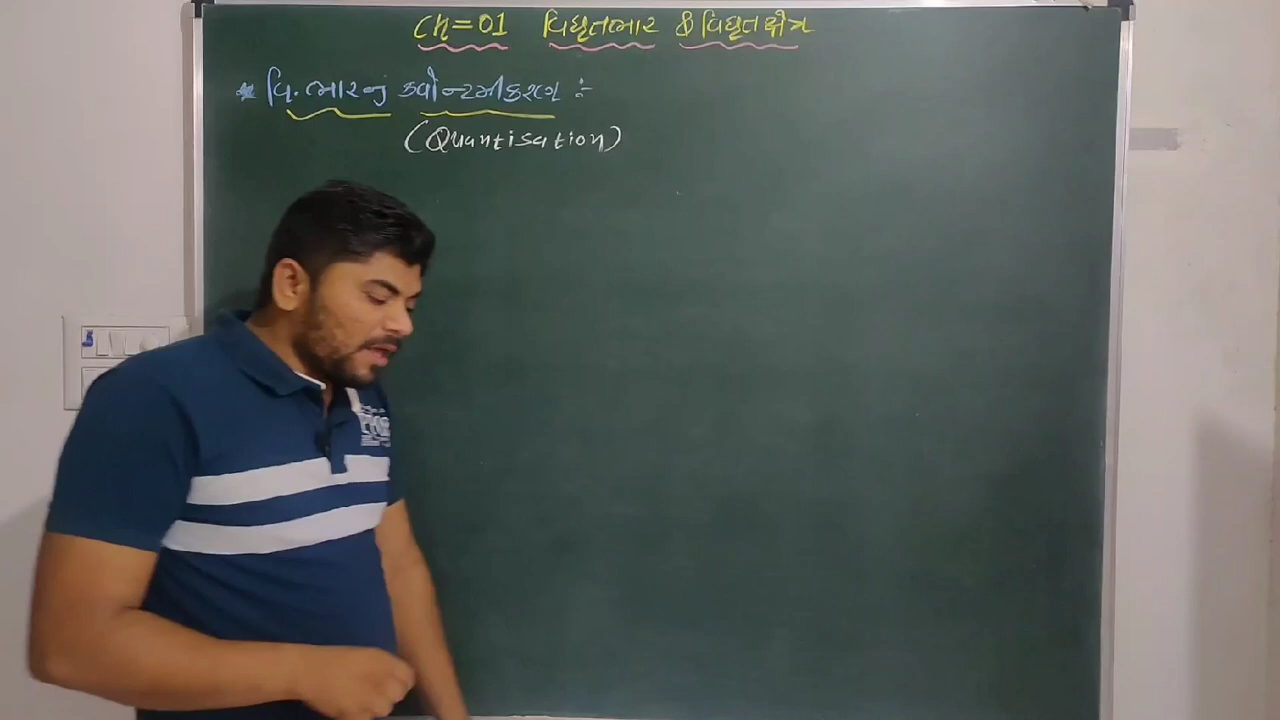 Ch=01 વિદ્યુતભાર & વિદ્યુતક્ષેત્ર
* વિ. ભારનું ક્વોન્ટમીકરણ :-
(Quantisation)